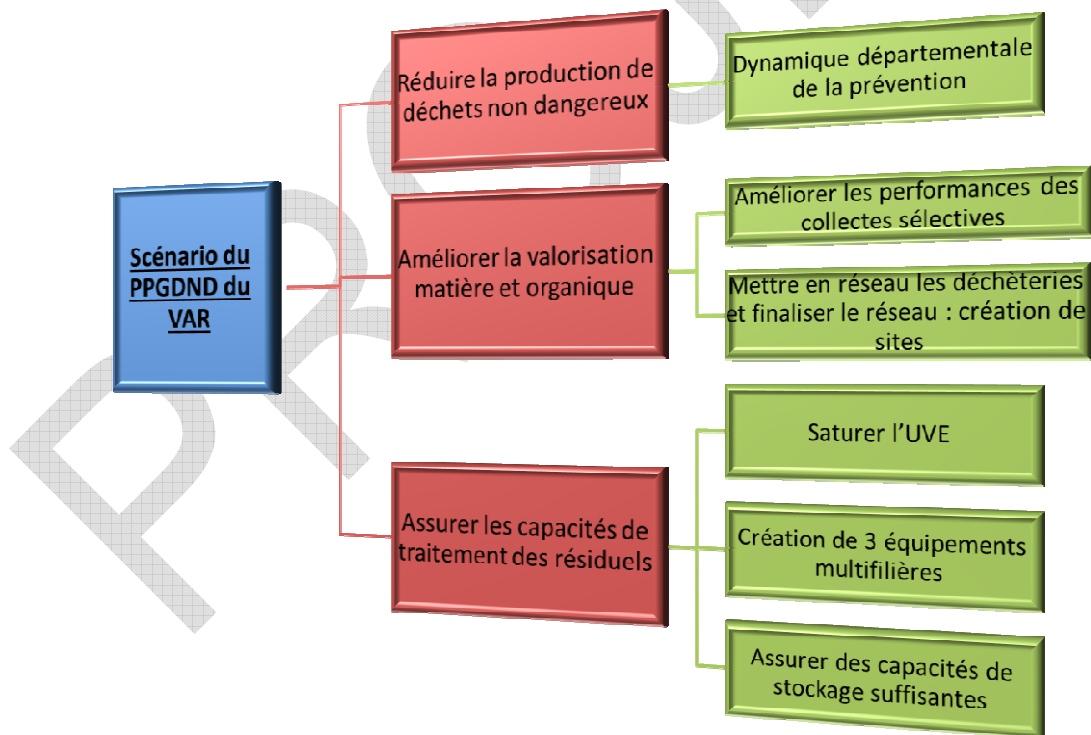 Scénario du
PPGDND du
VAR
Réduire la production de
déchets non dangereux
Dynamique départementale
de la prévention
Améliorer la valorisation
matière et organique
Améliorer les performances des
collectes sélectives
Mettre en réseau les déchèteries
et finaliser le réseau : création de
sites
Assurer les capacités de
traitement des résiduels
Saturer l'UVE
Création de 3 équipements
multifilières
Assurer des capacités de
stockage suffisantes